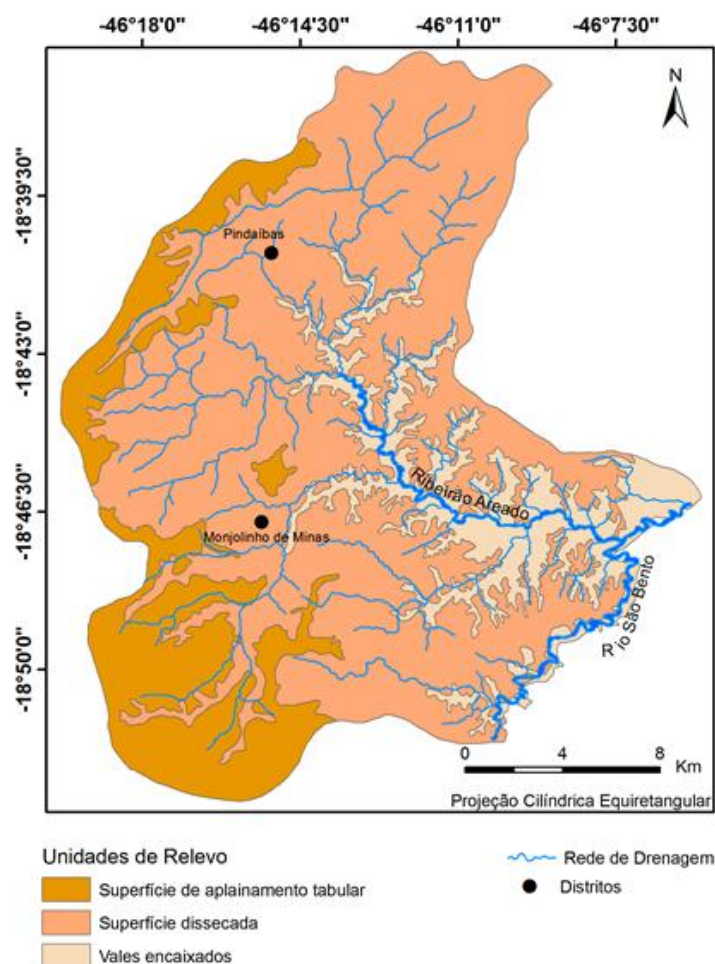 -46°18'0" -46°14'30" -46°11'0" -46°7'30"
N
-18°39'30"
Pindaíbas
-18°43'0"
Ribeirão Areado
-18°46'30"
Monjolinho de Minas
R´io São Bento
-18°50'0"
0 4 8
Km
Projeção Cilíndrica Equiretangular
Unidades de Relevo
Superfície de aplainamento tabular
Superfície dissecada
Vales encaixados
Rede de Drenagem
Distritos